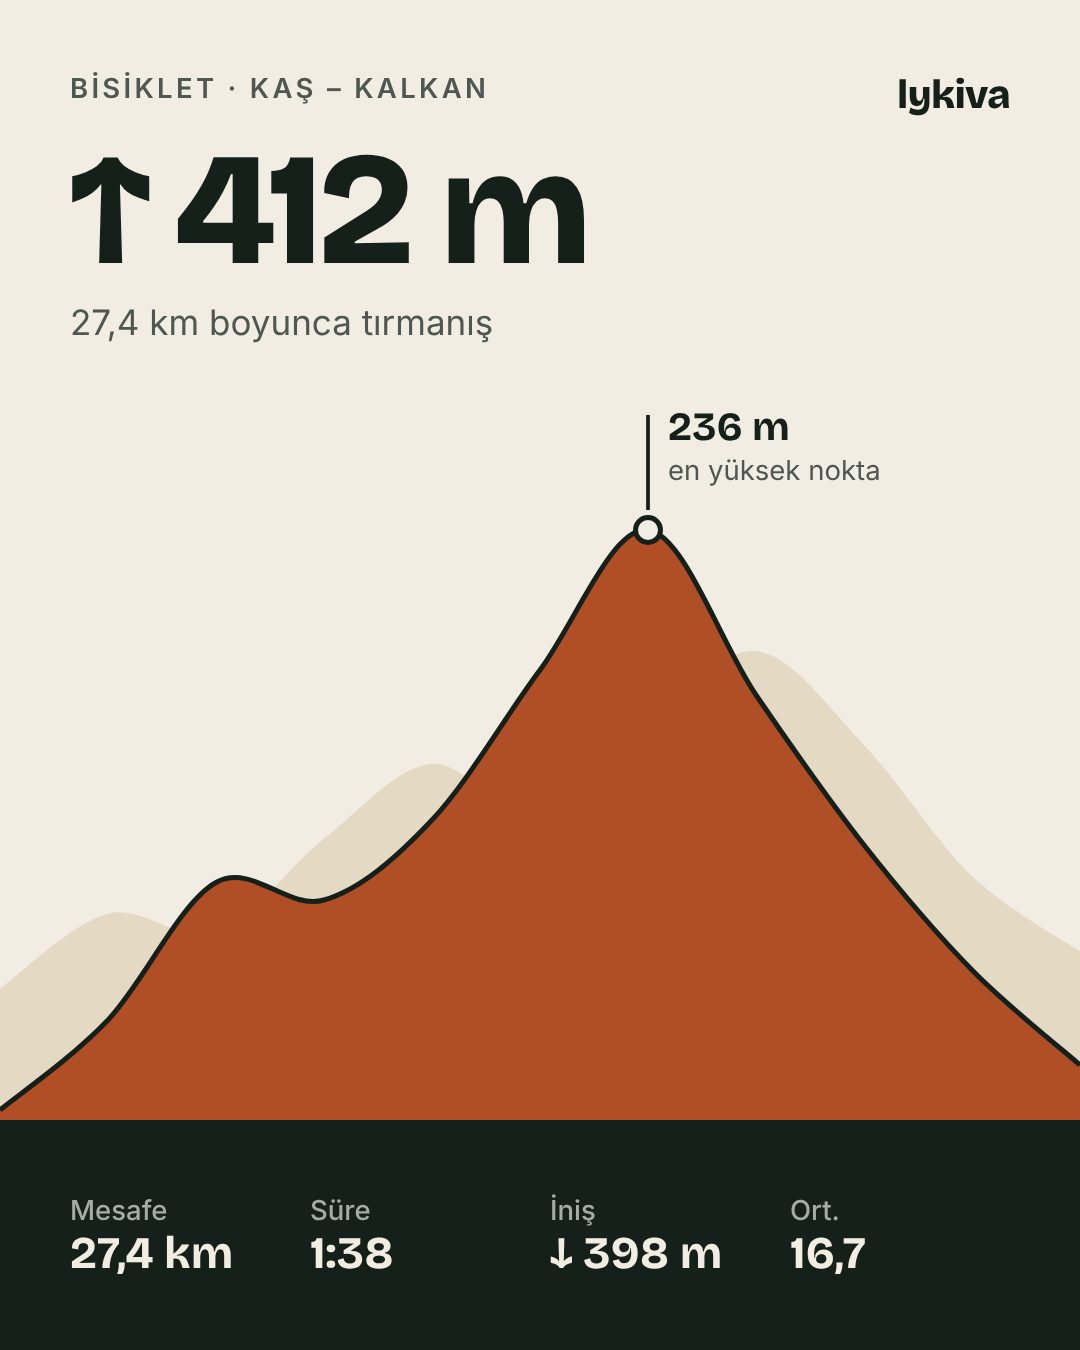 BİSİKLET · KAŞ – KALKAN
lykiva
↑ 412 m
27,4 km boyunca tırmanış
236 m
en yüksek nokta
Mesafe
27,4 km
Süre
1:38
İniş
↓ 398 m
Ort.
16,7